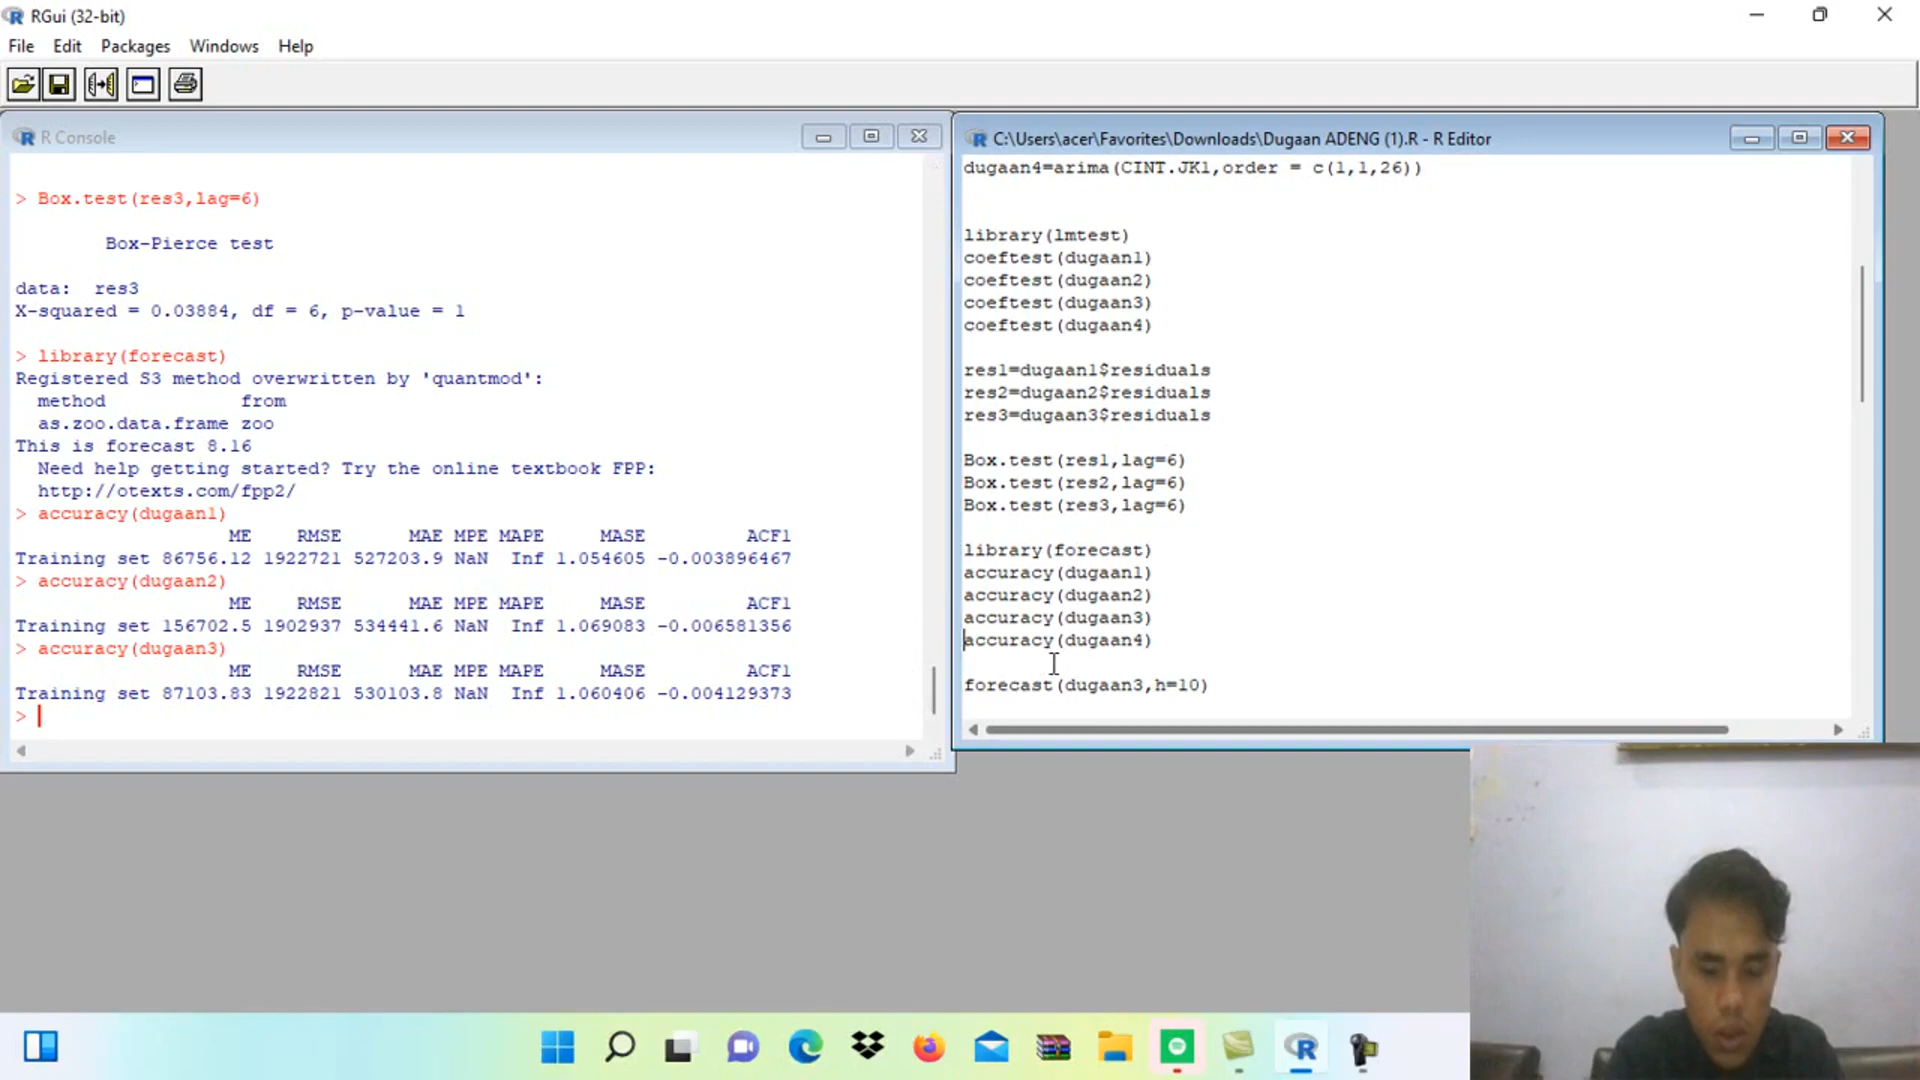 RGui (32-bit)
File Edit Packages Windows Help
R Console
> Box.test(res3,lag=6)
Box-Pierce test
data: res3
X-squared = 0.03884, df = 6, p-value = 1
> library(forecast)
Registered S3 method overwritten by 'quantmod':
method from
as.zoo.data.frame zoo
This is forecast 8.16
Need help getting started? Try the online textbook FPP:
http://otexts.com/fpp2/
> accuracy(dugaan1)
ME RMSE MAE MPE MAPE MASE ACF1
Training set 86756.12 1922721 527203.9 NaN Inf 1.054605 -0.003896467
> accuracy(dugaan2)
ME RMSE MAE MPE MAPE MASE ACF1
Training set 156702.5 1902937 534441.6 NaN Inf 1.069083 -0.006581356
> accuracy(dugaan3)
ME RMSE MAE MPE MAPE MASE ACF1
Training set 87103.83 1922821 530103.8 NaN Inf 1.060406 -0.004129373
>
C:\Users\acer\Favorites\Downloads\Dugaan ADENG (1).R - R Editor
dugaan4=arima(CINT.JK1,order = c(1,1,26))
library(lmtest)
coeftest(dugaan1)
coeftest(dugaan2)
coeftest(dugaan3)
coeftest(dugaan4)
res1=dugaan1$residuals
res2=dugaan2$residuals
res3=dugaan3$residuals
Box.test(res1,lag=6)
Box.test(res2,lag=6)
Box.test(res3,lag=6)
library(forecast)
accuracy(dugaan1)
accuracy(dugaan2)
accuracy(dugaan3)
accuracy(dugaan4)
forecast(dugaan3,h=10)